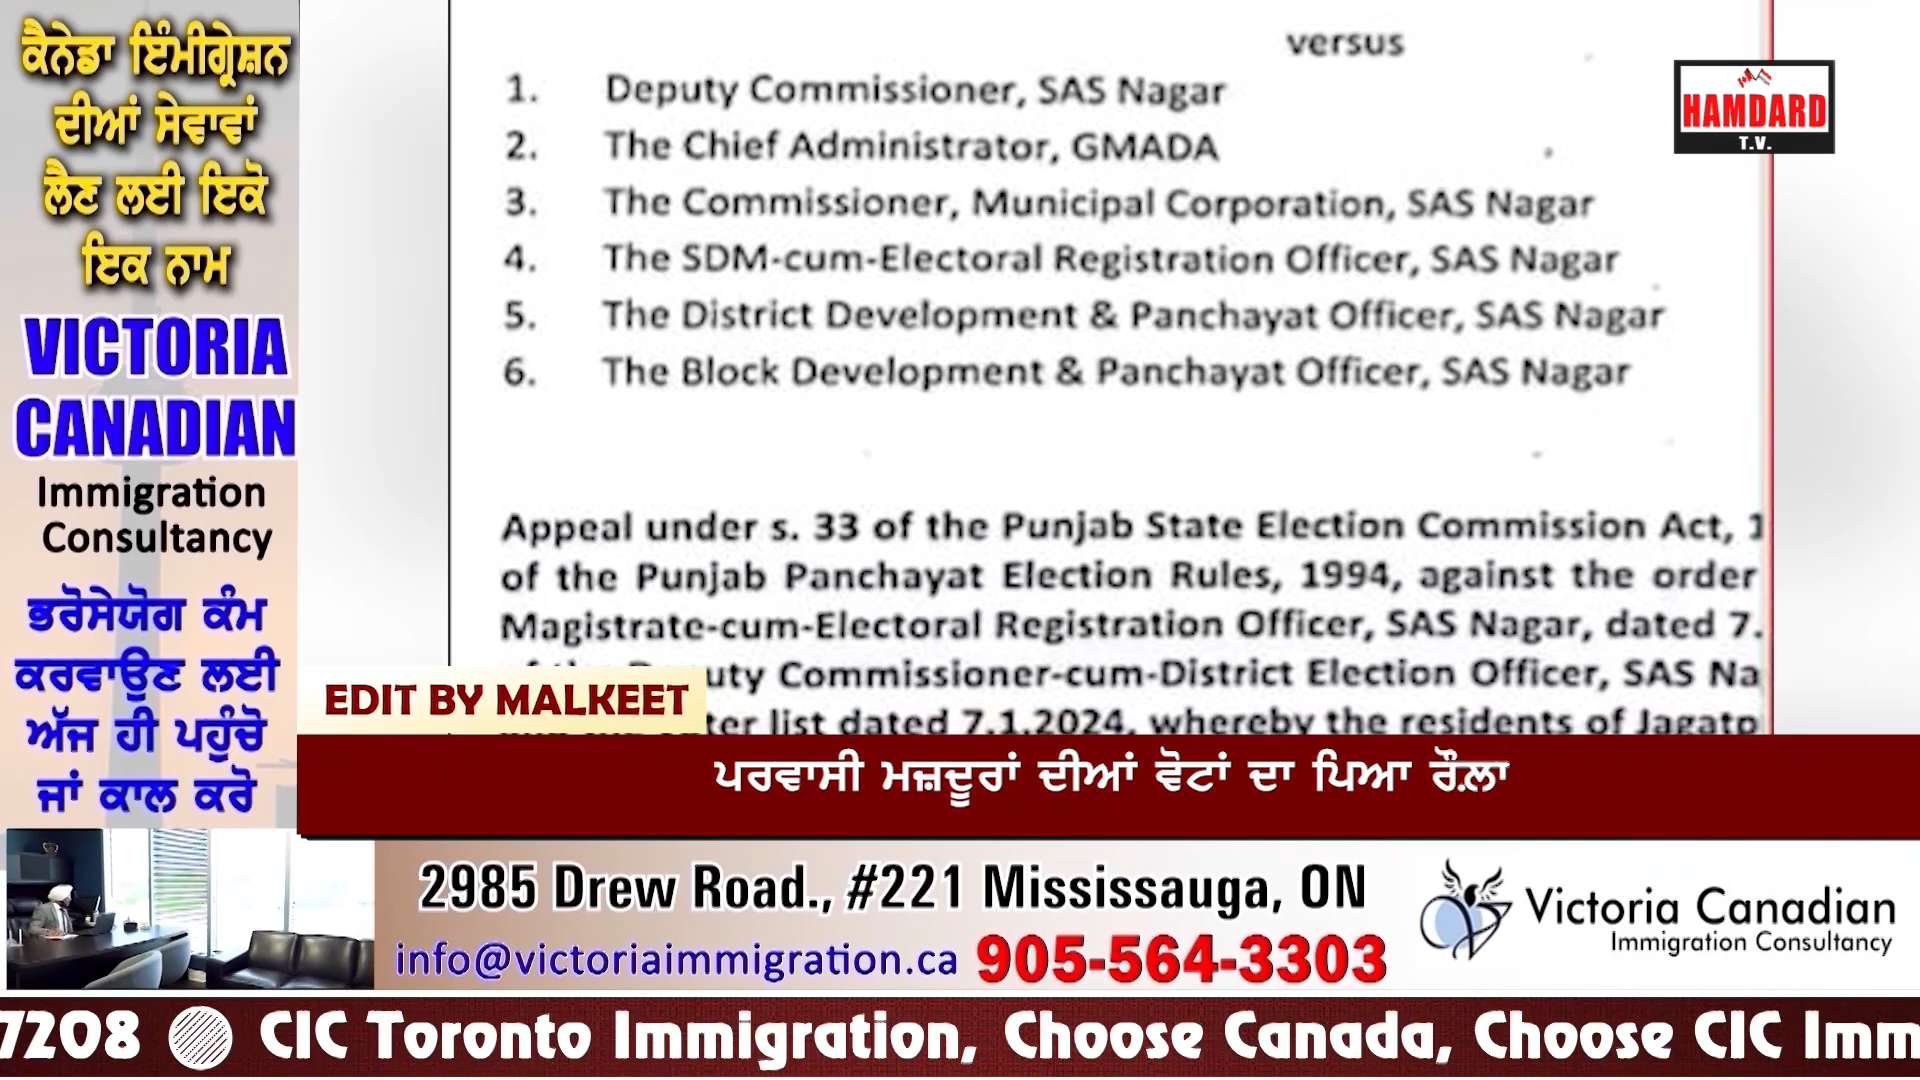 ਕੈਨੇਡਾ ਇੰਮੀਗ੍ਰੇਸ਼ਨ
ਦੀਆਂ ਸੇਵਾਵਾਂ
ਲੈਣ ਲਈ ਇਕੋ
ਇਕ ਨਾਮ
VICTORIA
CANADIAN
Immigration
Consultancy
ਭਰੋਸੇਯੋਗ ਕੰਮ
ਕਰਵਾਉਣ ਲਈ
ਅੱਜ ਹੀ ਪਹੁੰਚੋ
ਜਾਂ ਕਾਲ ਕਰੋ
versus
1. Deputy Commissioner, SAS Nagar
2. The Chief Administrator, GMADA
3. The Commissioner, Municipal Corporation, SAS Nagar
4. The SDM-cum-Electoral Registration Officer, SAS Nagar
5. The District Development & Panchayat Officer, SAS Nagar
6. The Block Development & Panchayat Officer, SAS Nagar
Appeal under s. 33 of the Punjab State Election Commission Act, 1
of the Punjab Panchayat Election Rules, 1994, against the order
Magistrate-cum-Electoral Registration Officer, SAS Nagar, dated 7.
uty Commissioner-cum-District Election Officer, SAS Na
ter list dated 7.1.2024, whereby the residents of Jagatp
HAMDARD
T.V.
EDIT BY MALKEET
ਪਰਵਾਸੀ ਮਜ਼ਦੂਰਾਂ ਦੀਆਂ ਵੋਟਾਂ ਦਾ ਪਿਆ ਰੌਲਾ
2985 Drew Road., #221 Mississauga, ON
info@victoriaimmigration.ca 905-564-3303
Victoria Canadian
Immigration Consultancy
7208 CIC Toronto Immigration, Choose Canada, Choose CIC Imm